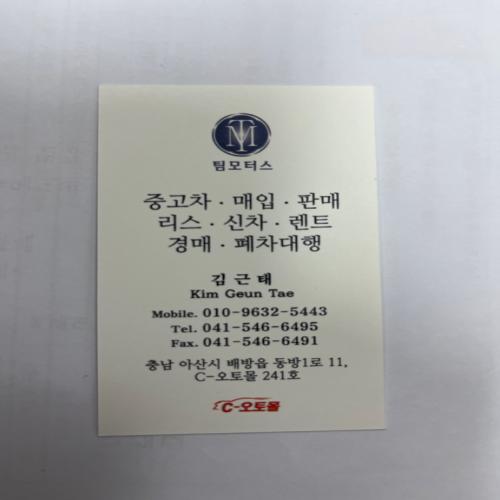 TM
팀모터스
중고차 · 매입 · 판매
리스 · 신차 · 렌트
경매 · 폐차대행
김 근 태
Kim Geun Tae
Mobile. 010-9632-5443
Tel. 041-546-6495
Fax. 041-546-6491
충남 아산시 배방읍 동방1로 11,
C-오토몰 241호
C-오토몰